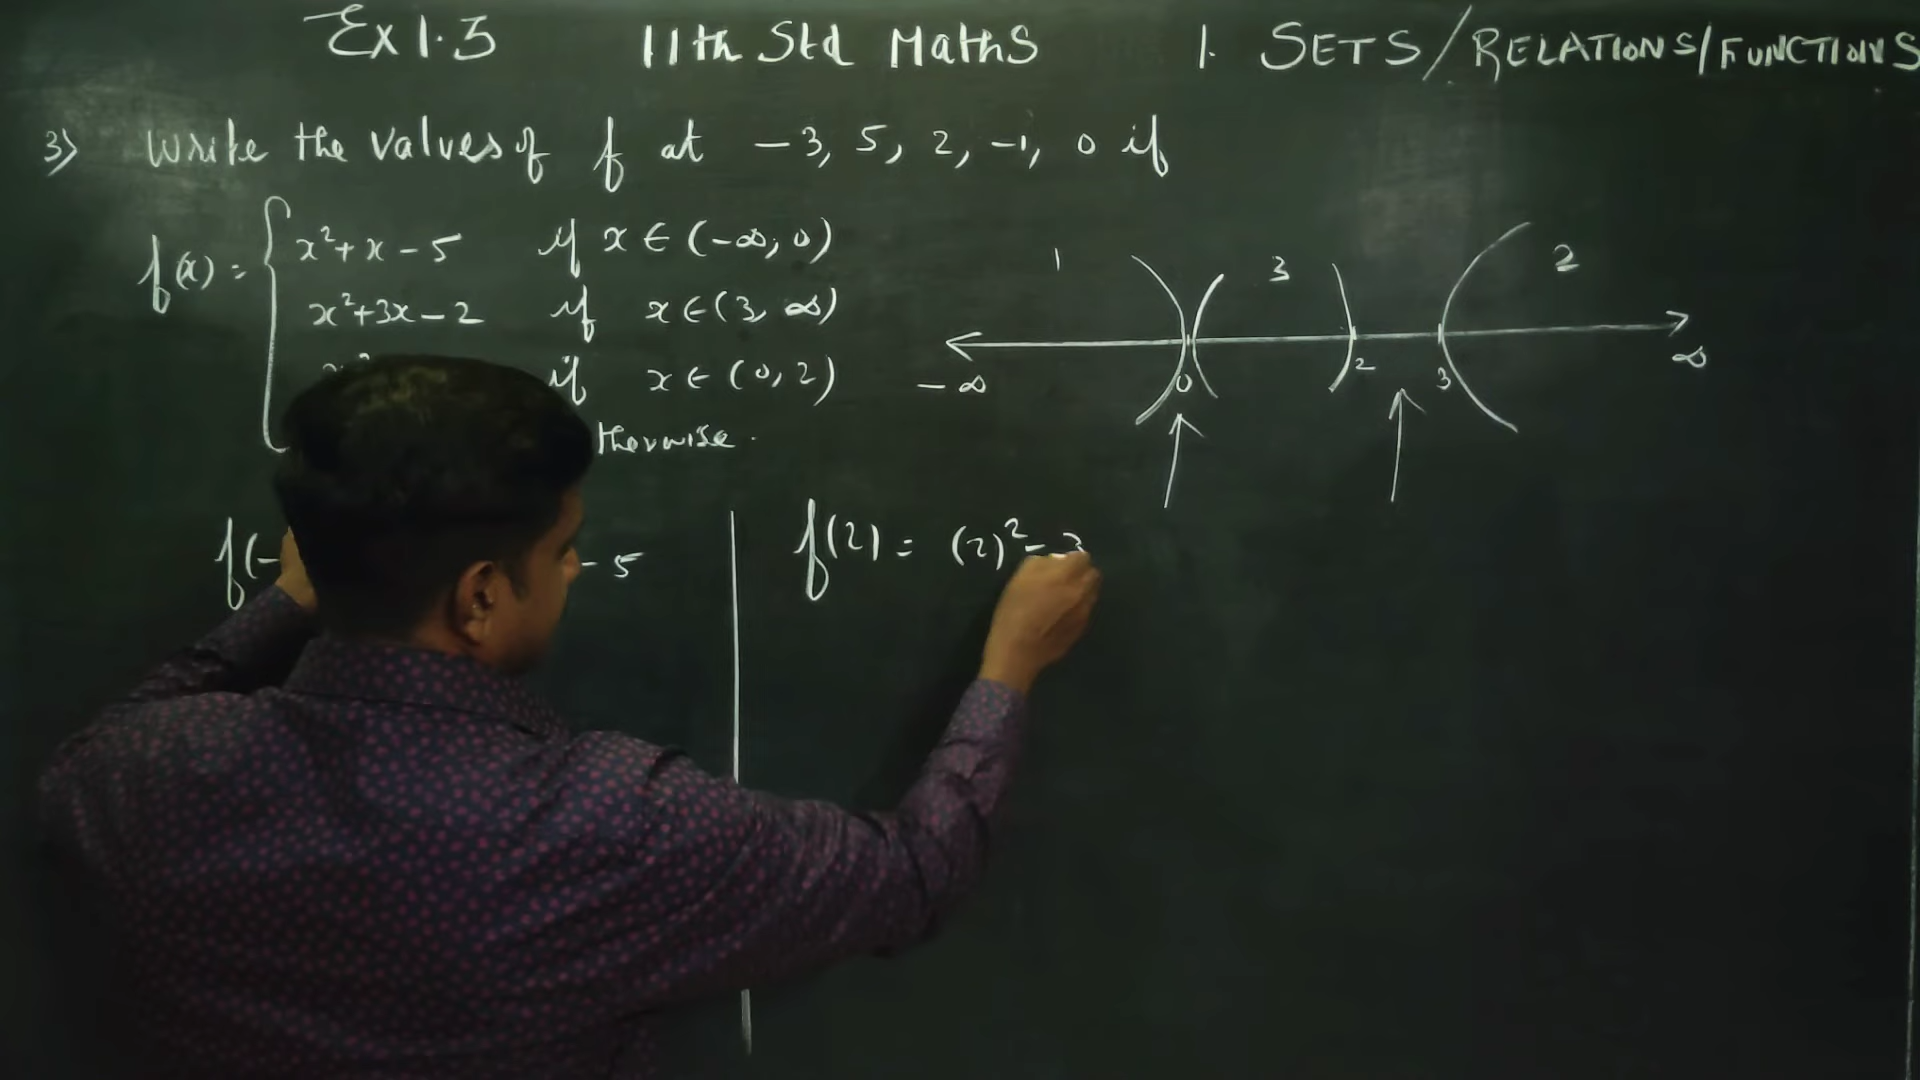 Ex 1.3 11th Std Maths 1. SETS/RELATIONS/FUNCTIONS
3) Write the values of f at -3, 5, 2, -1, 0 if
f(x) =
x²+x-5 if x ∈ (-∞, 0)
x²+3x-2 if x ∈ (3, ∞)
x² if x ∈ (0, 2)
therwise.
1 3 2
-∞ 0 2 3 ∞
f(- - 5
f(2) = (2)² - 3